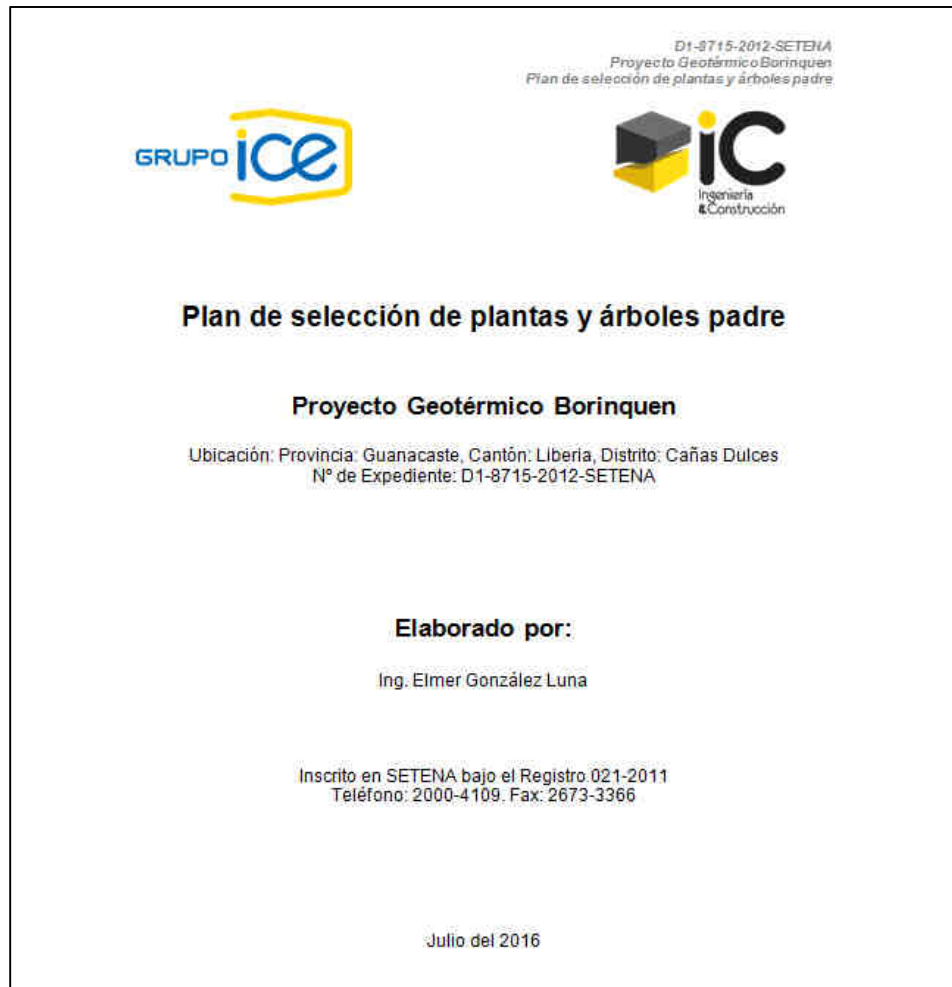 D1-8715-2012-SETENA
Proyecto Geotérmico Borinquen
Plan de selección de plantas y árboles padre
GRUPO ICE
iC
Ingeniería
&Construcción
Plan de selección de plantas y árboles padre
Proyecto Geotérmico Borinquen
Ubicación: Provincia: Guanacaste, Cantón: Liberia, Distrito: Cañas Dulces
Nº de Expediente: D1-8715-2012-SETENA
Elaborado por:
Ing. Elmer González Luna
Inscrito en SETENA bajo el Registro 021-2011
Teléfono: 2000-4109. Fax: 2673-3366
Julio del 2016